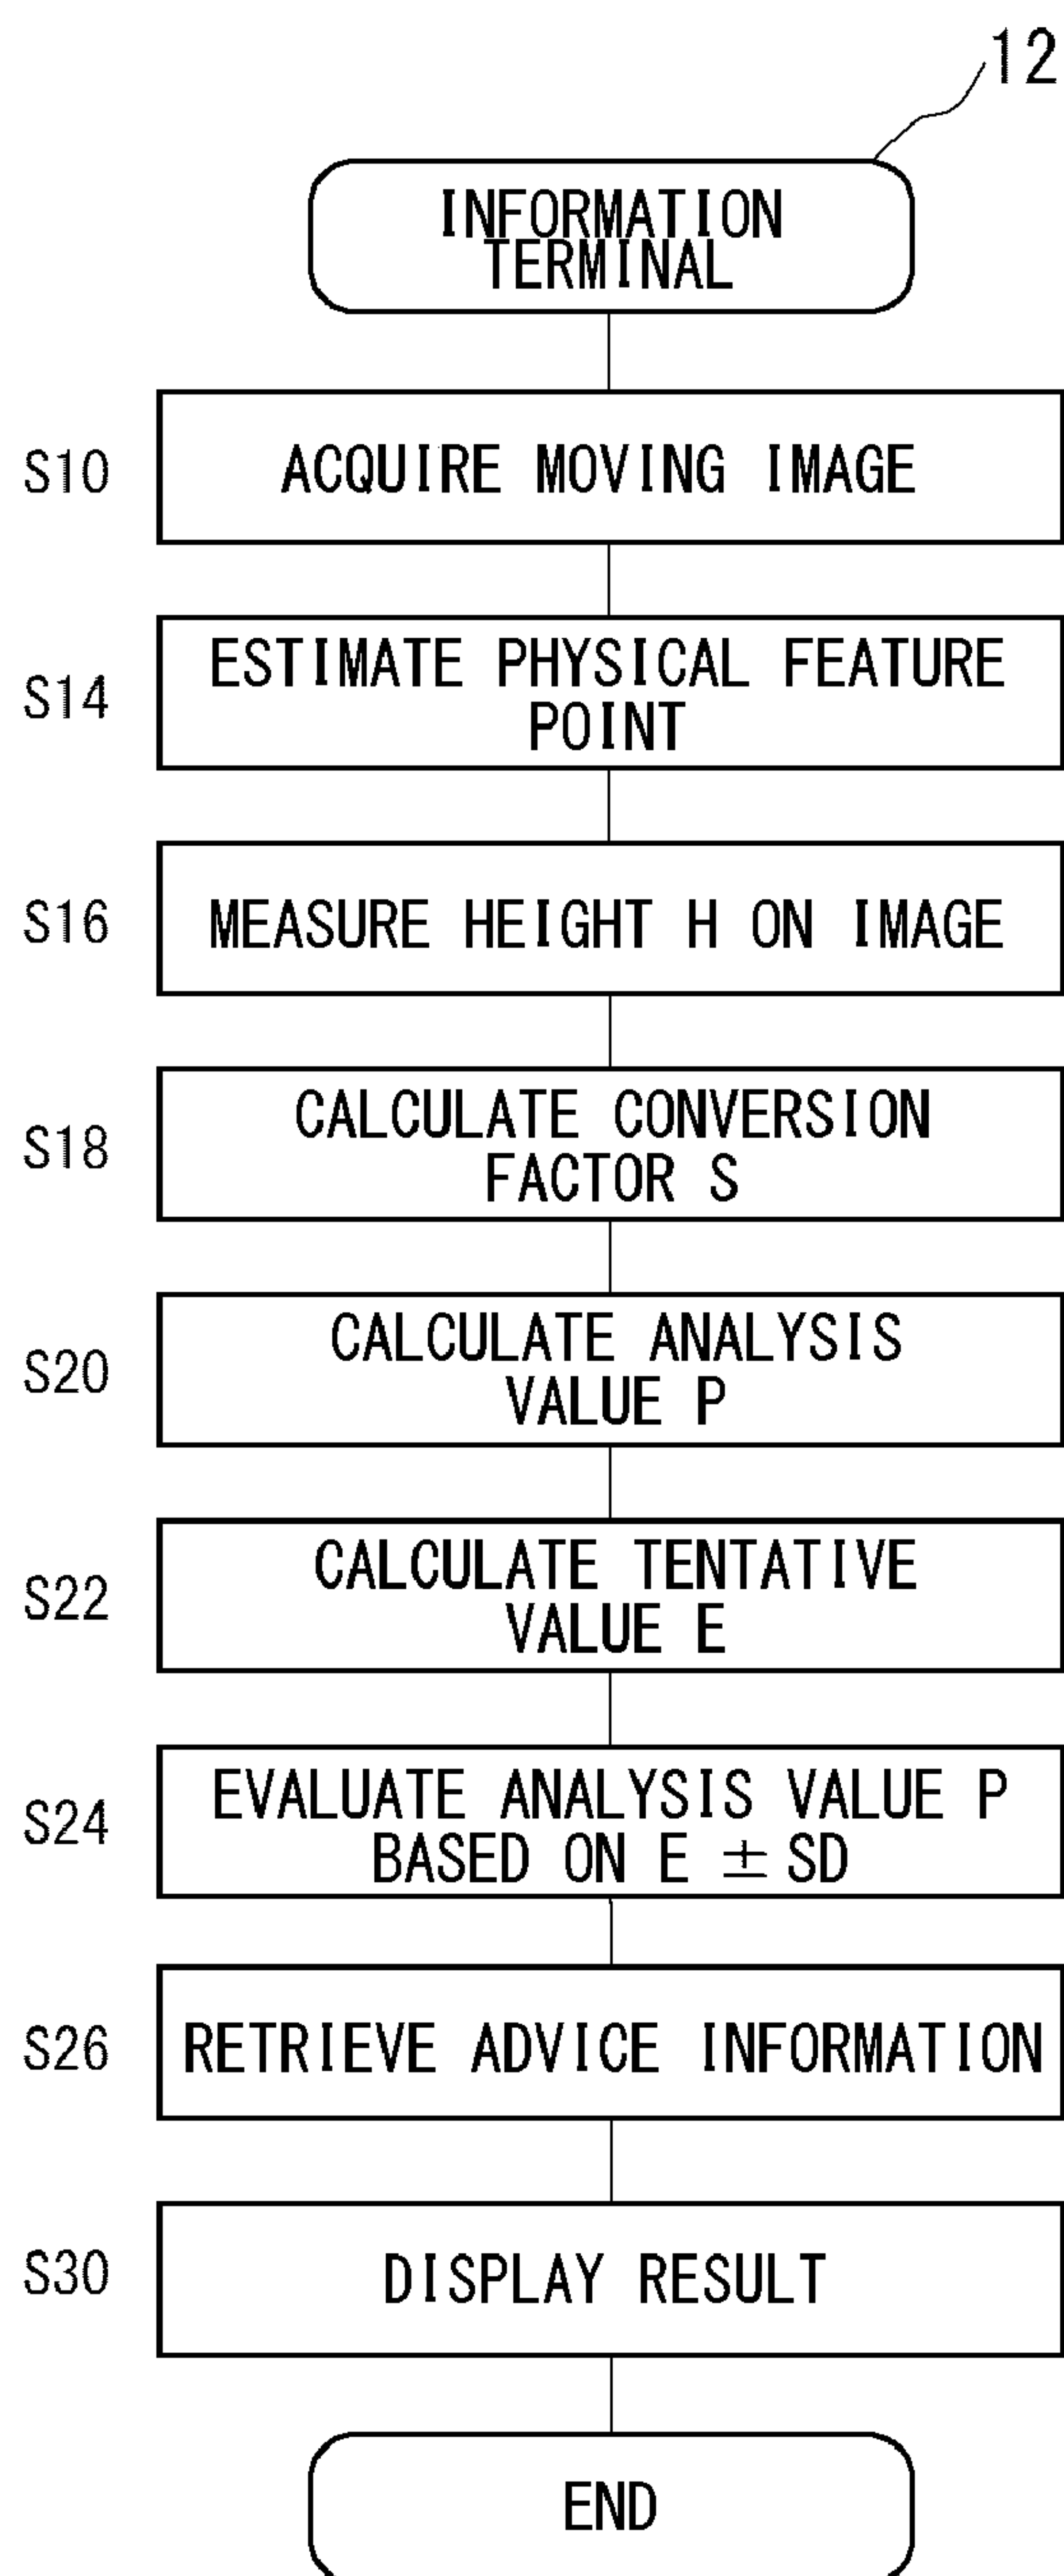 12
INFORMATION
TERMINAL
S10
ACQUIRE MOVING IMAGE
S14
ESTIMATE PHYSICAL FEATURE
POINT
S16
MEASURE HEIGHT H ON IMAGE
S18
CALCULATE CONVERSION
FACTOR S
S20
CALCULATE ANALYSIS
VALUE P
S22
CALCULATE TENTATIVE
VALUE E
S24
EVALUATE ANALYSIS VALUE P
BASED ON E ± SD
S26
RETRIEVE ADVICE INFORMATION
S30
DISPLAY RESULT
END